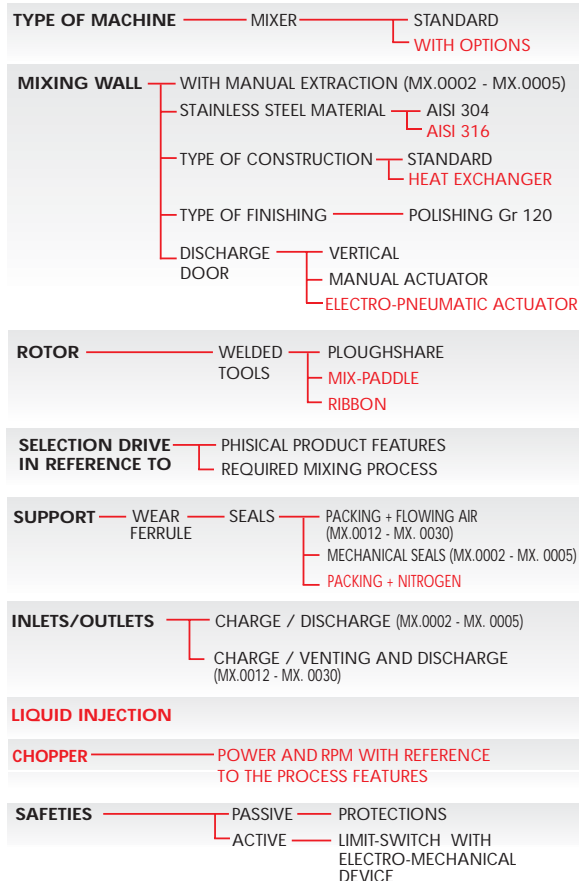 TYPE OF MACHINE MIXER STANDARD
WITH OPTIONS
MIXING WALL WITH MANUAL EXTRACTION (MX.0002 - MX.0005)
STAINLESS STEEL MATERIAL AISI 304
AISI 316
TYPE OF CONSTRUCTION STANDARD
HEAT EXCHANGER
TYPE OF FINISHING POLISHING Gr 120
DISCHARGE VERTICAL
DOOR MANUAL ACTUATOR
ELECTRO-PNEUMATIC ACTUATOR
ROTOR WELDED PLOUGHSHARE
TOOLS MIX-PADDLE
RIBBON
SELECTION DRIVE PHISICAL PRODUCT FEATURES
IN REFERENCE TO REQUIRED MIXING PROCESS
SUPPORT WEAR SEALS PACKING + FLOWING AIR
FERRULE (MX.0012 - MX. 0030)
MECHANICAL SEALS (MX.0002 - MX. 0005)
PACKING + NITROGEN
INLETS/OUTLETS CHARGE / DISCHARGE (MX.0002 - MX. 0005)
CHARGE / VENTING AND DISCHARGE
(MX.0012 - MX. 0030)
LIQUID INJECTION
CHOPPER POWER AND RPM WITH REFERENCE
TO THE PROCESS FEATURES
SAFETIES PASSIVE PROTECTIONS
ACTIVE LIMIT-SWITCH WITH
ELECTRO-MECHANICAL
DEVICE